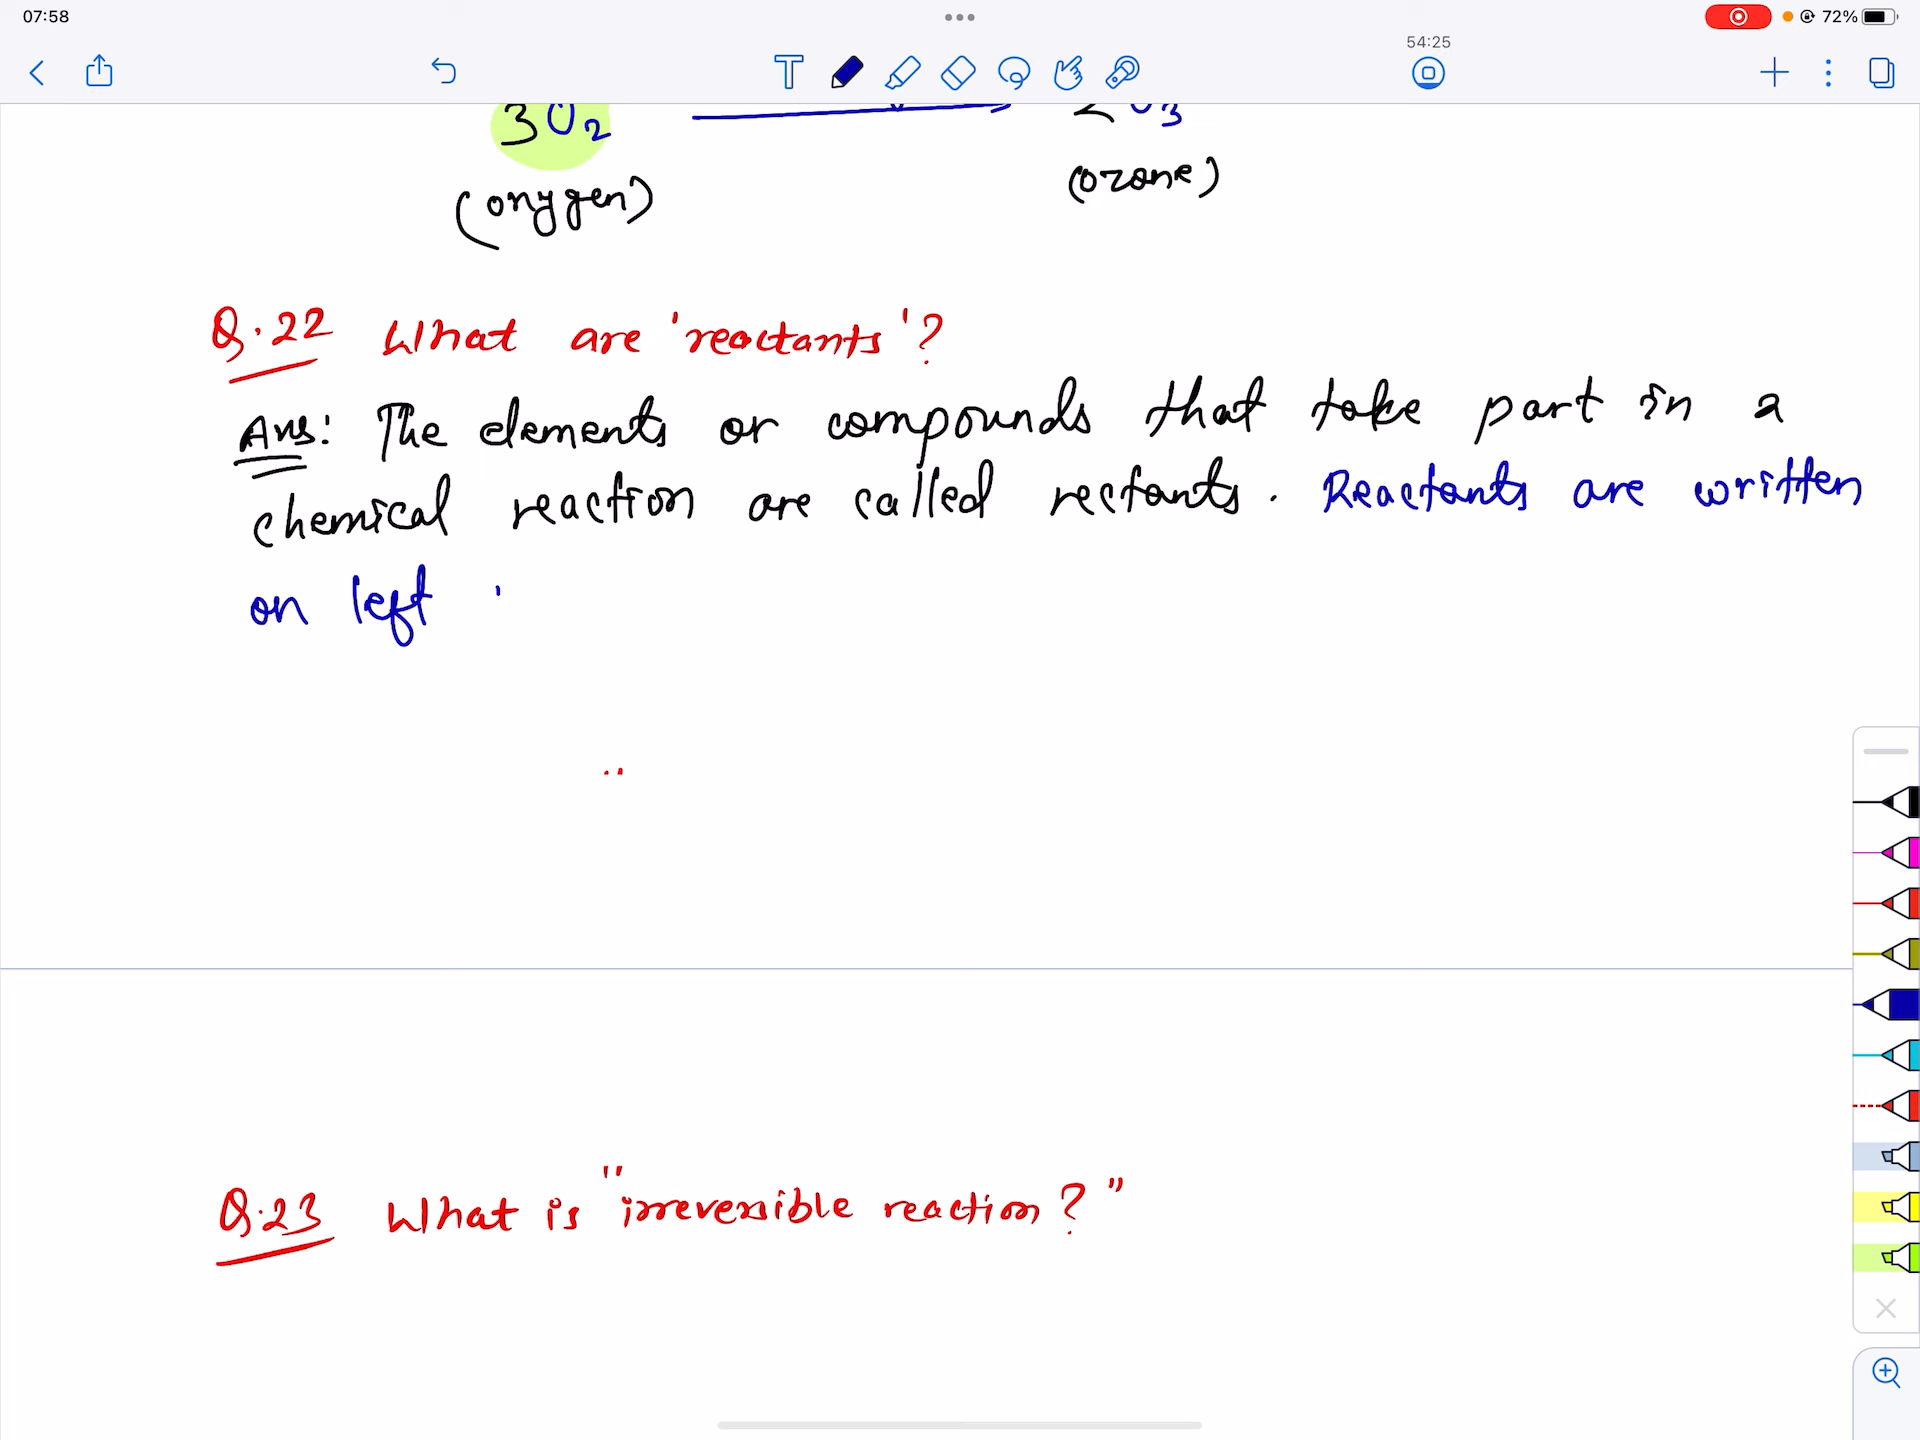 07:58
72%
54:25
3O2 2O3
(oxygen) (ozone)
Q.22 What are 'reactants'?
Ans: The elements or compounds that take part in a
chemical reaction are called rectants. Reactants are written
on left
Q.23 What is "irreversible reaction?"